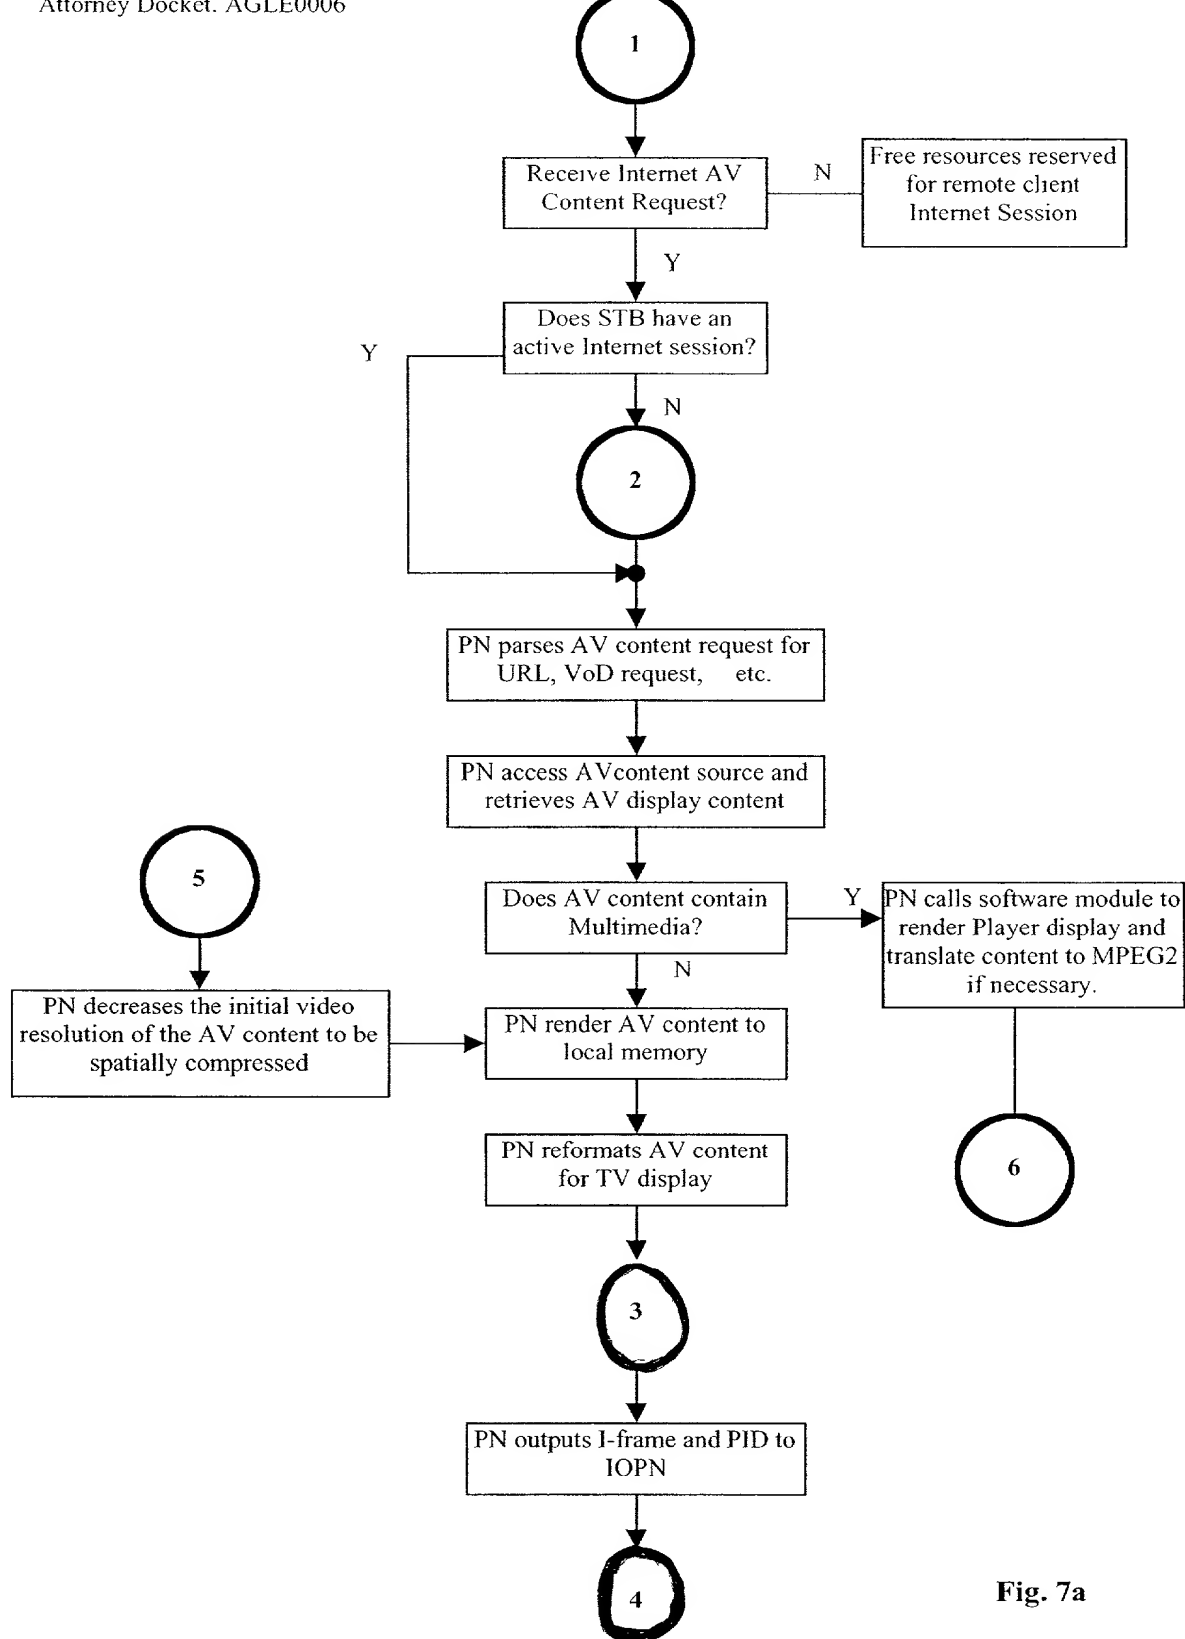 Attorney Docket. AGLE0006
1
Receive Internet AV
Content Request?
N
Free resources reserved
for remote client
Internet Session
Y
Does STB have an
active Internet session?
Y
N
2
PN parses AV content request for
URL, VoD request, etc.
PN access AVcontent source and
retrieves AV display content
5
Does AV content contain
Multimedia?
Y
PN calls software module to
render Player display and
translate content to MPEG2
if necessary.
N
PN decreases the initial video
resolution of the AV content to be
spatially compressed
PN render AV content to
local memory
PN reformats AV content
for TV display
6
3
PN outputs I-frame and PID to
IOPN
4
Fig. 7a